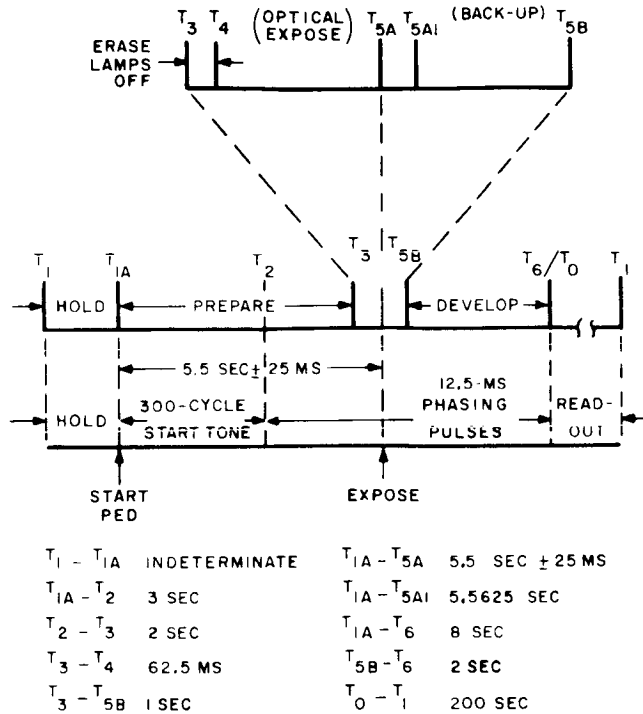 T3 T4 (OPTICAL EXPOSE) T5A T5A1 (BACK-UP) T5B
ERASE LAMPS OFF
T1 T1A T2 T3 T5B T6/T0 T1
HOLD PREPARE DEVELOP
5.5 SEC ± 25 MS
HOLD 300-CYCLE START TONE 12.5-MS PHASING PULSES READ-OUT
START PED EXPOSE
T1 - T1A INDETERMINATE
T1A - T2 3 SEC
T2 - T3 2 SEC
T3 - T4 62.5 MS
T3 - T5B 1 SEC
T1A - T5A 5.5 SEC ± 25 MS
T1A - T5A1 5.5625 SEC
T1A - T6 8 SEC
T5B - T6 2 SEC
T0 - T1 200 SEC